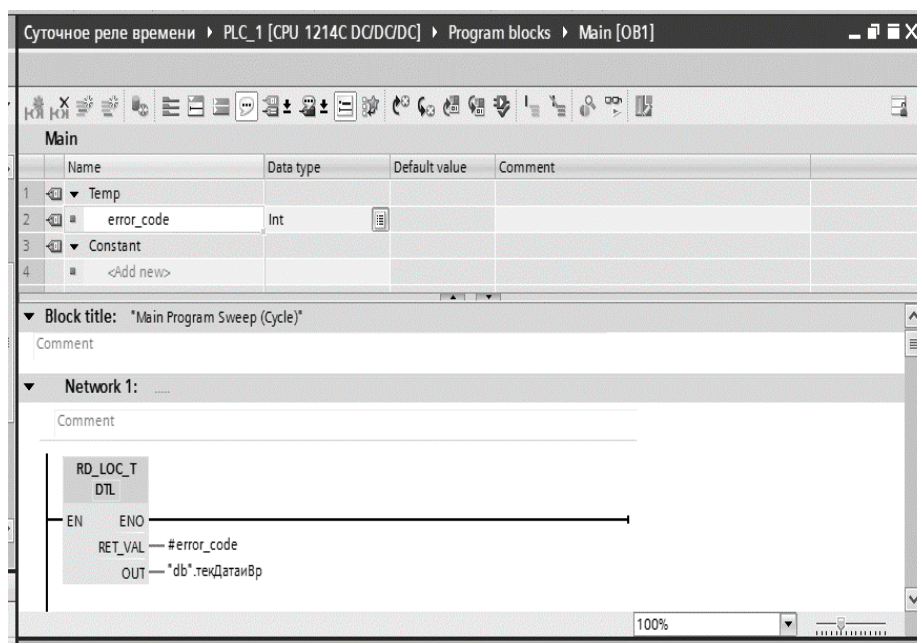 Суточное реле времени ▸ PLC_1 [CPU 1214C DC/DC/DC] ▸ Program blocks ▸ Main [OB1]
Main
Name Data type Default value Comment
1 Temp
2 error_code Int
3 Constant
4 <Add new>
Block title: "Main Program Sweep (Cycle)"
Comment
Network 1: .....
Comment
RD_LOC_T
DTL
EN ENO
RET_VAL #error_code
OUT "db".текДатаиВр
100%